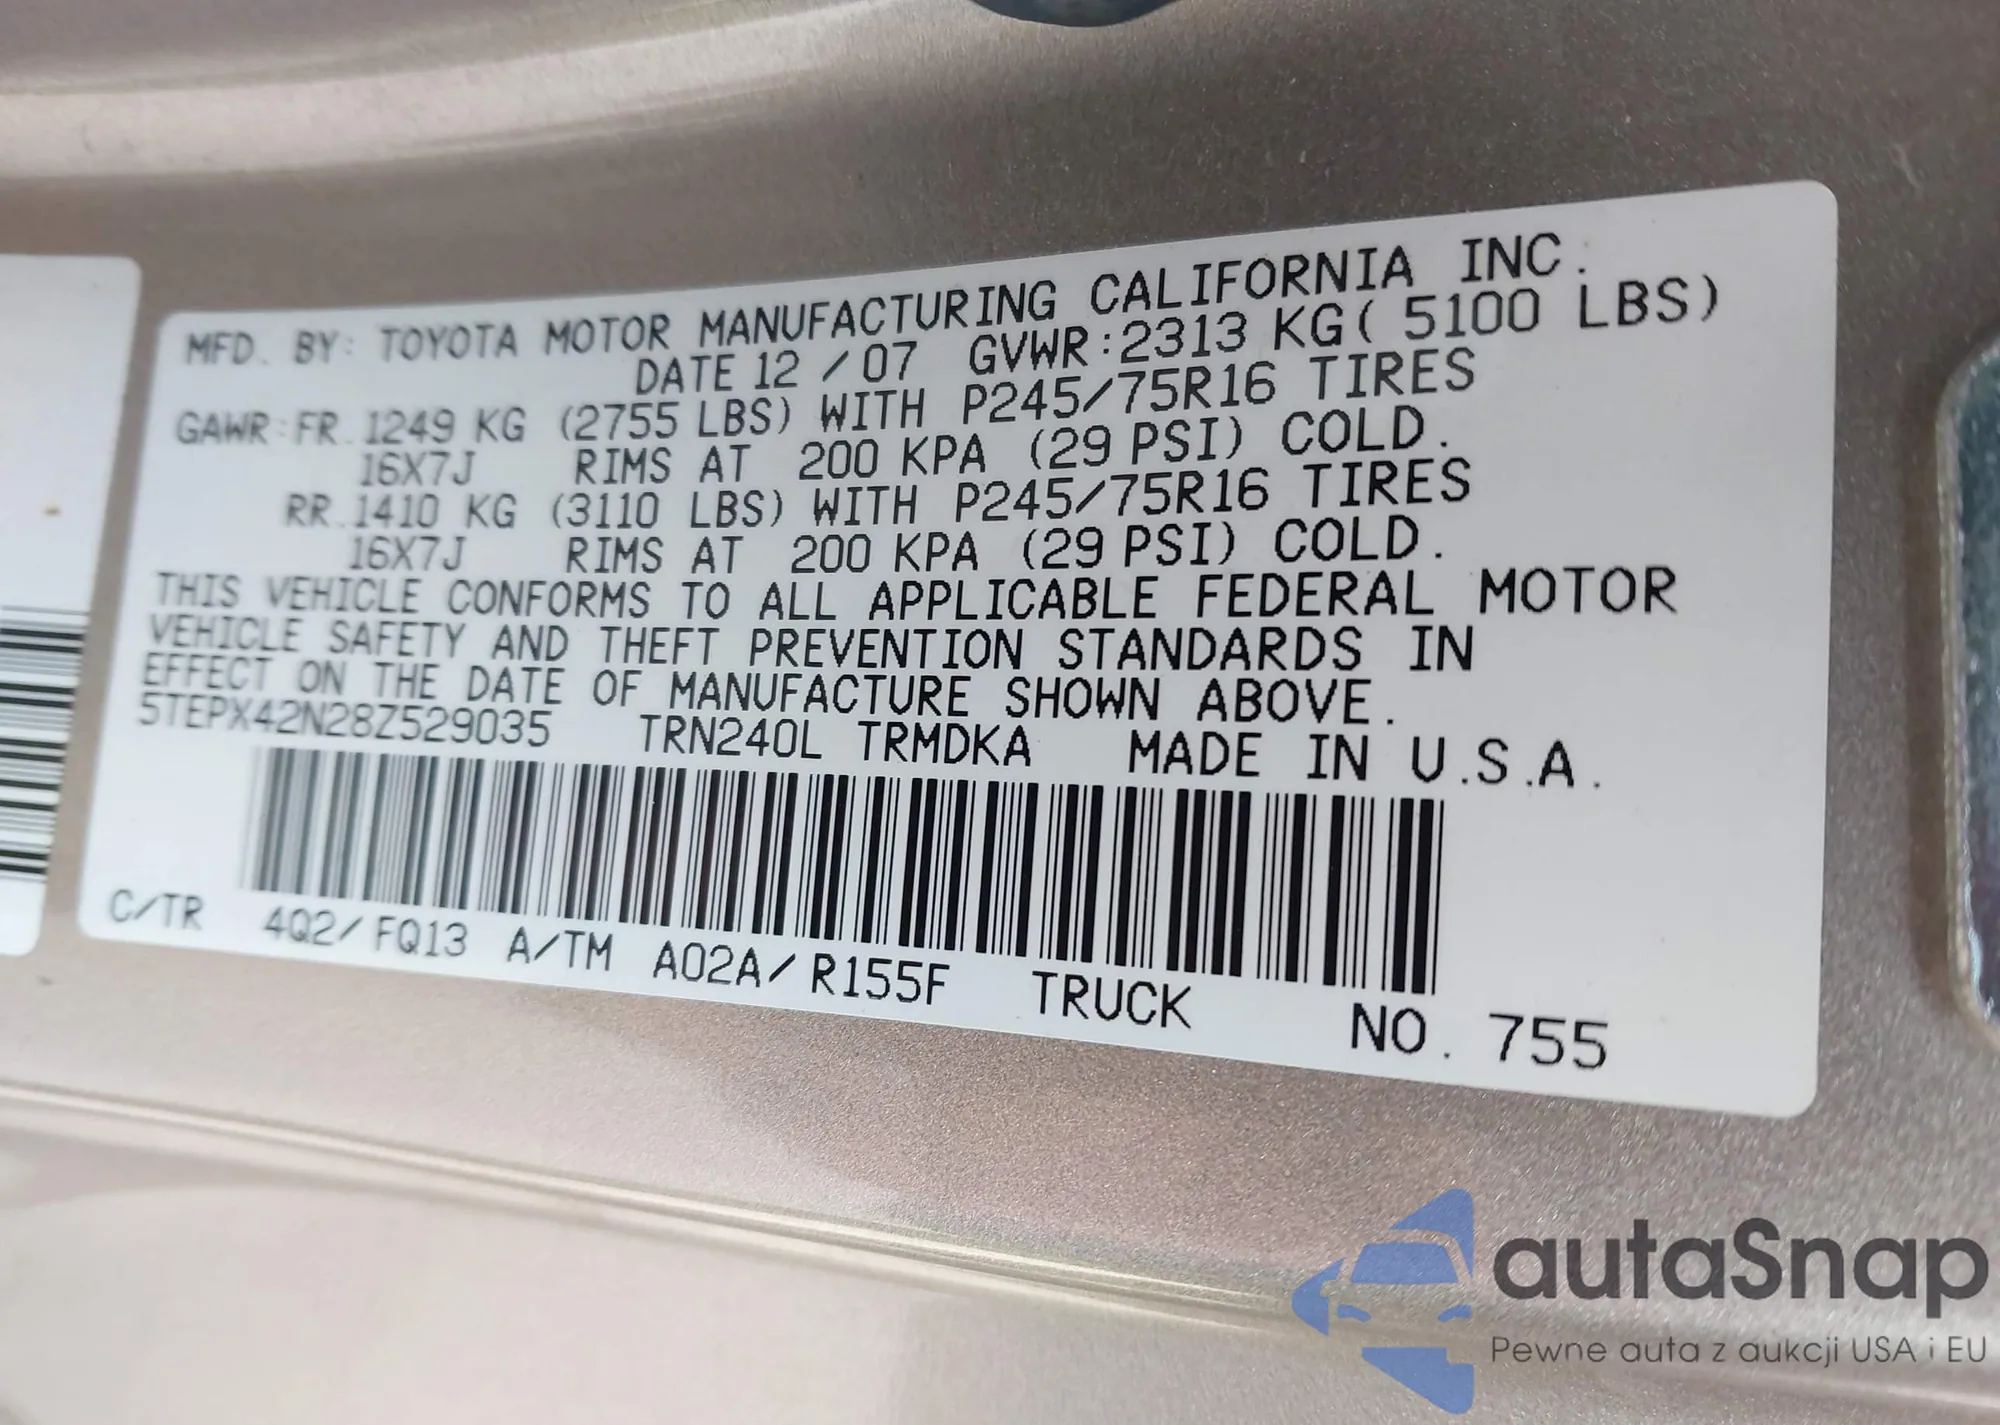 MFD. BY: TOYOTA MOTOR MANUFACTURING CALIFORNIA INC.
DATE 12 / 07 GVWR:2313 KG( 5100 LBS)
GAWR:FR.1249 KG (2755 LBS) WITH P245/75R16 TIRES
16X7J RIMS AT 200 KPA (29 PSI) COLD.
RR.1410 KG (3110 LBS) WITH P245/75R16 TIRES
16X7J RIMS AT 200 KPA (29 PSI) COLD.
THIS VEHICLE CONFORMS TO ALL APPLICABLE FEDERAL MOTOR
VEHICLE SAFETY AND THEFT PREVENTION STANDARDS IN
EFFECT ON THE DATE OF MANUFACTURE SHOWN ABOVE.
5TEPX42N28Z529035 TRN240L TRMDKA MADE IN U.S.A.
C/TR 4Q2/FQ13 A/TM A02A/R155F TRUCK NO. 755
autaSnap
Pewne auta z aukcji USA i EU